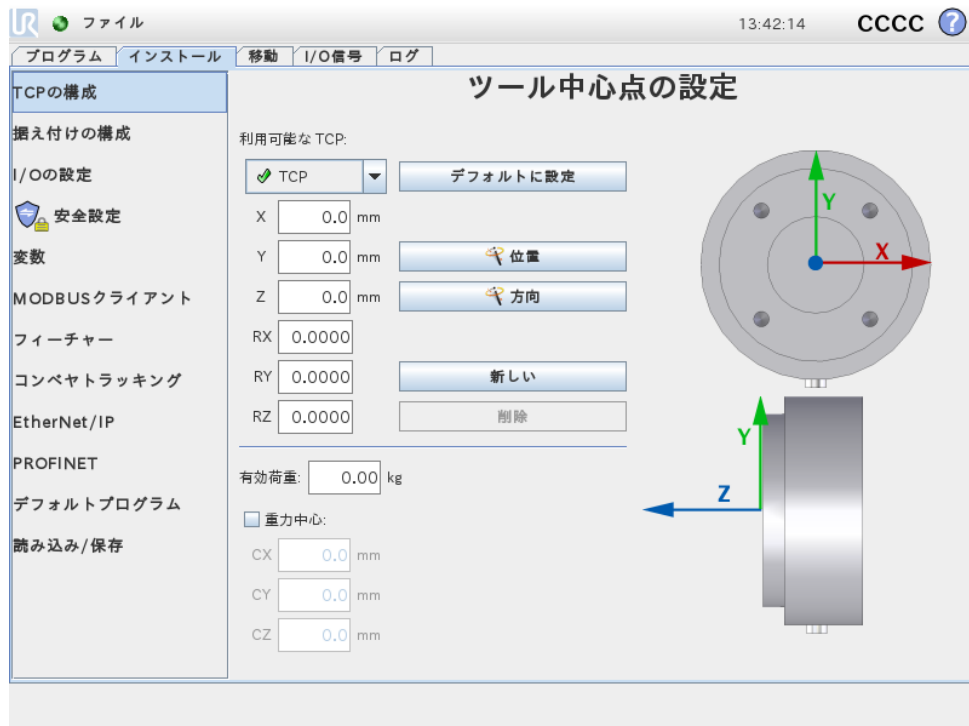 UR ファイル 13:42:14 CCCC ?
プログラム インストール 移動 I/O信号 ログ
TCPの構成
据え付けの構成
I/Oの設定
安全設定
変数
MODBUSクライアント
フィーチャー
コンベヤトラッキング
EtherNet/IP
PROFINET
デフォルトプログラム
読み込み/保存
ツール中心点の設定
利用可能な TCP:
TCP デフォルトに設定
X 0.0 mm
Y 0.0 mm 位置
Z 0.0 mm 方向
RX 0.0000
RY 0.0000 新しい
RZ 0.0000 削除
有効荷重: 0.00 kg
重力中心:
CX 0.0 mm
CY 0.0 mm
CZ 0.0 mm
Y
X
Y
Z